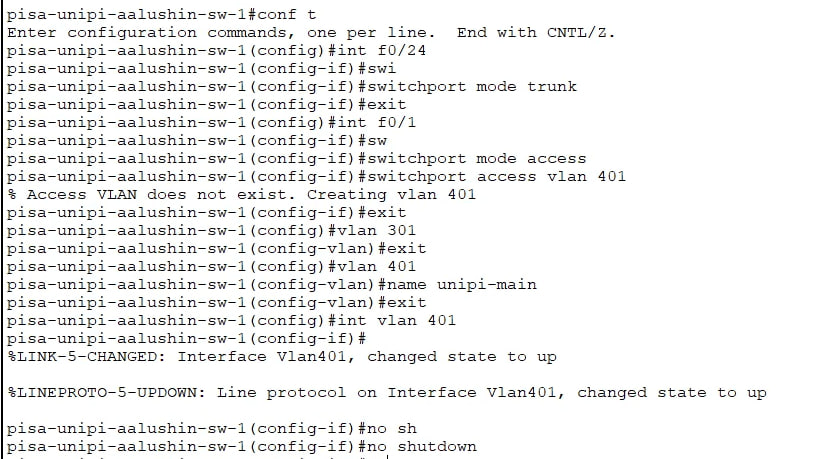 pisa-unipi-aalushin-sw-1#conf t
Enter configuration commands, one per line.  End with CNTL/Z.
pisa-unipi-aalushin-sw-1(config)#int f0/24
pisa-unipi-aalushin-sw-1(config-if)#swi
pisa-unipi-aalushin-sw-1(config-if)#switchport mode trunk
pisa-unipi-aalushin-sw-1(config-if)#exit
pisa-unipi-aalushin-sw-1(config)#int f0/1
pisa-unipi-aalushin-sw-1(config-if)#sw
pisa-unipi-aalushin-sw-1(config-if)#switchport mode access
pisa-unipi-aalushin-sw-1(config-if)#switchport access vlan 401
% Access VLAN does not exist. Creating vlan 401
pisa-unipi-aalushin-sw-1(config-if)#exit
pisa-unipi-aalushin-sw-1(config)#vlan 301
pisa-unipi-aalushin-sw-1(config-vlan)#exit
pisa-unipi-aalushin-sw-1(config)#vlan 401
pisa-unipi-aalushin-sw-1(config-vlan)#name unipi-main
pisa-unipi-aalushin-sw-1(config-vlan)#exit
pisa-unipi-aalushin-sw-1(config)#int vlan 401
pisa-unipi-aalushin-sw-1(config-if)#
%LINK-5-CHANGED: Interface Vlan401, changed state to up
%LINEPROTO-5-UPDOWN: Line protocol on Interface Vlan401, changed state to up
pisa-unipi-aalushin-sw-1(config-if)#no sh
pisa-unipi-aalushin-sw-1(config-if)#no shutdown